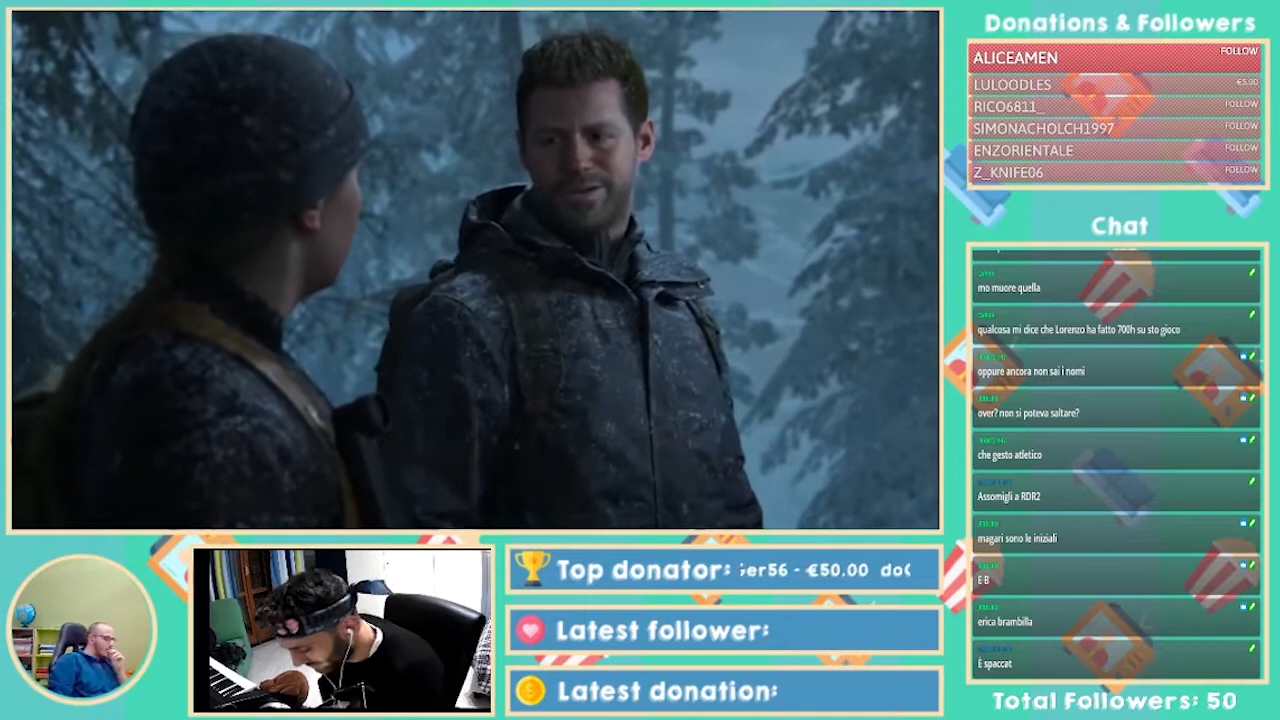 Donations & Followers
ALICEAMEN FOLLOW
LULOODLES €5.00
RICO6811_ FOLLOW
SIMONACHOLCH1997 FOLLOW
ENZORIENTALE FOLLOW
Z_KNIFE06 FOLLOW
Chat
mo muore quella
qualcosa mi dice che Lorenzo ha fatto 700h su sto gioco
oppure ancora non sai i nomi
over? non si poteva saltare?
che gesto atletico
Assomigli a RDR2
magari sono le iniziali
E B
erica brambilla
È spaccat
Total Followers: 50
Top donator: er56 - €50,00 do
Latest follower:
Latest donation: